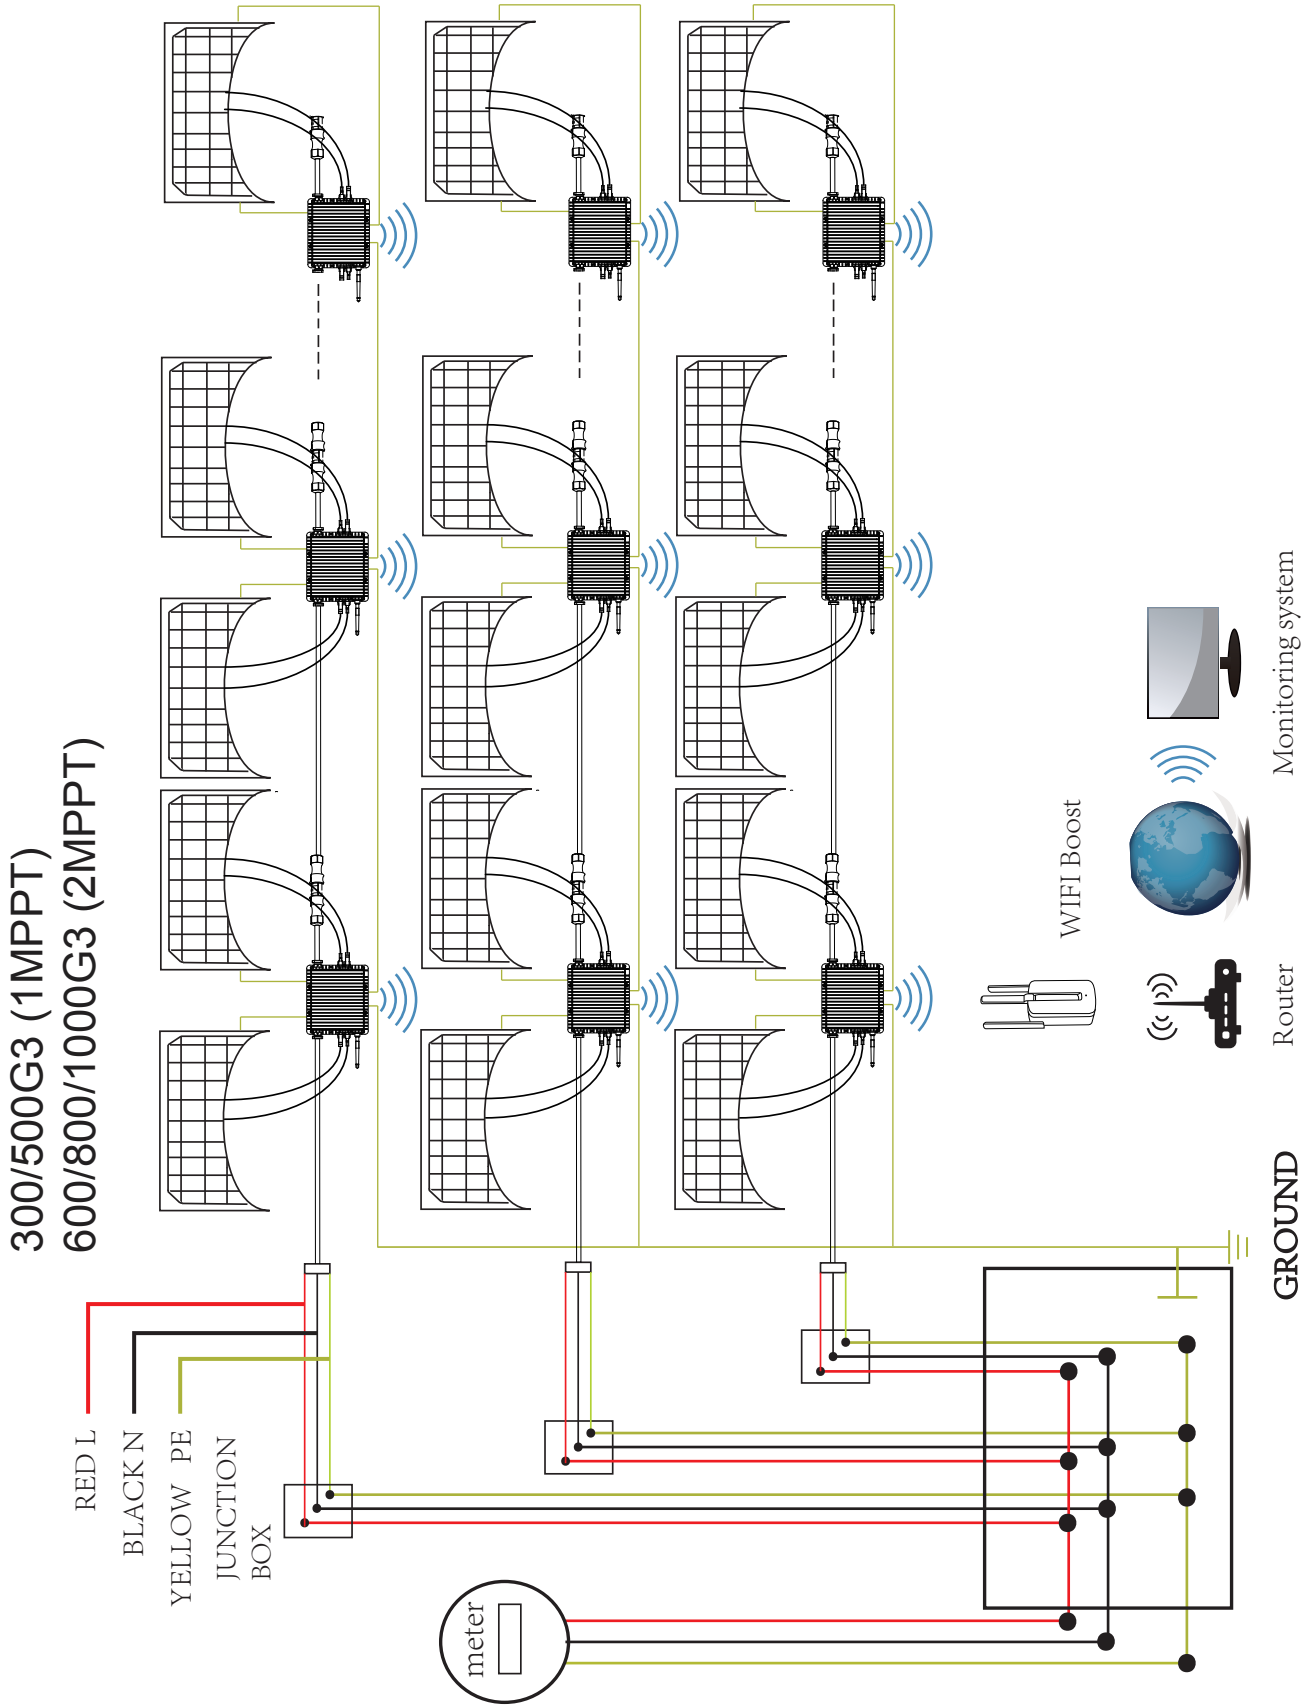 300/500G3 (1MPPT)
600/800/1000G3 (2MPPT)
RED L
BLACK N
YELLOW PE
JUNCTION
BOX
meter
GROUND
Router
WIFI Boost
Monitoring system